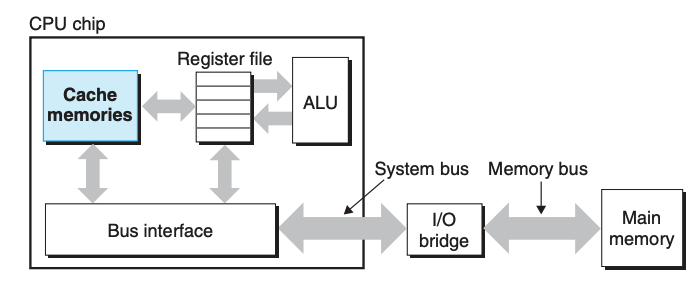 CPU chip
Register file
Cache
memories
ALU
System bus
Memory bus
Bus interface
I/O
bridge
Main
memory